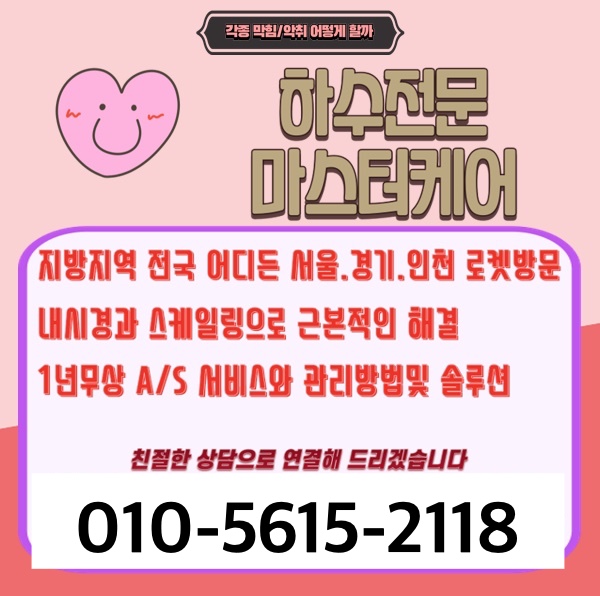 각종 막힘/악취 어떻게 할까
하수전문
마스터케어
지방지역 전국 어디든 서울.경기.인천 로켓방문
내시경과 스케일링으로 근본적인 해결
1년무상 A/S 서비스와 관리방법및 솔루션
친절한 상담으로 연결해 드리겠습니다
010-5615-2118